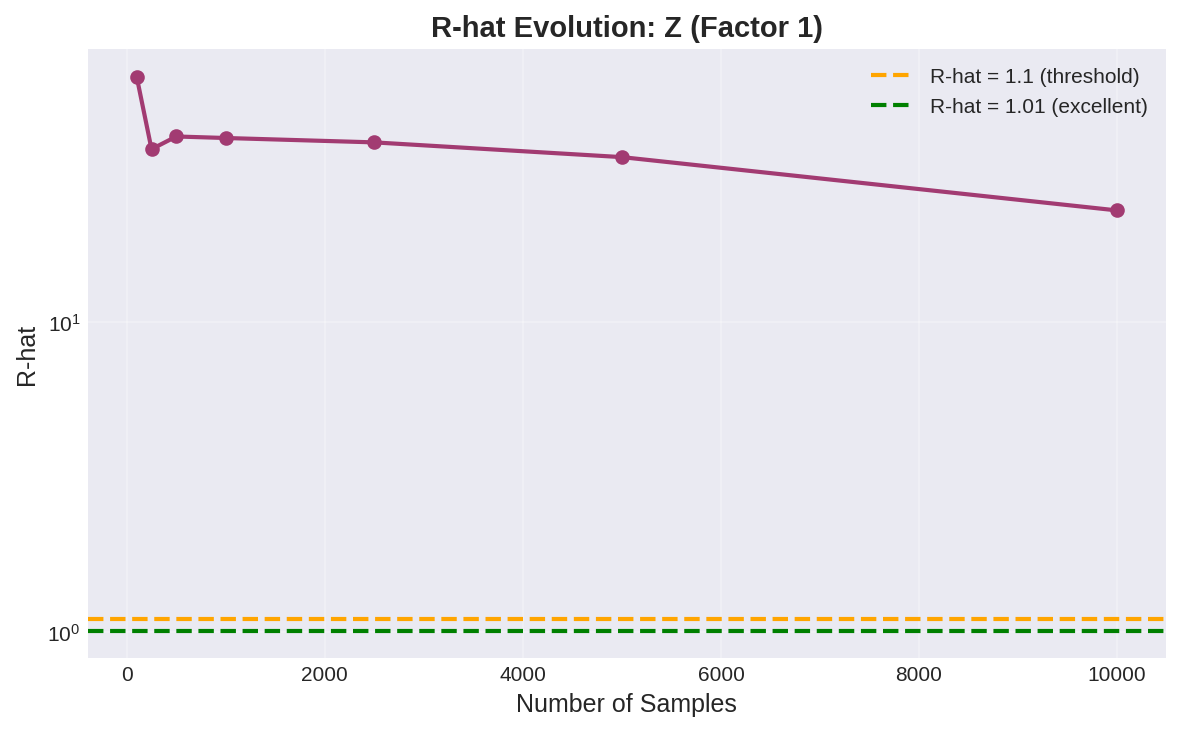 R-hat Evolution: Z (Factor 1)
R-hat = 1.1 (threshold)
R-hat = 1.01 (excellent)
R-hat
10¹
10⁰
0 2000 4000 6000 8000 10000
Number of Samples